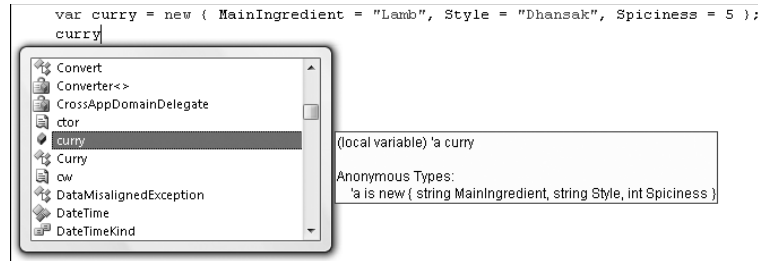 var curry = new { MainIngredient = "Lamb", Style = "Dhansak", Spiciness = 5 };
curry
Convert
Converter<>
CrossAppDomainDelegate
ctor
curry
Curry
cw
DataMisalignedException
DateTime
DateTimeKind
(local variable) 'a curry
Anonymous Types:
'a is new { string MainIngredient, string Style, int Spiciness }